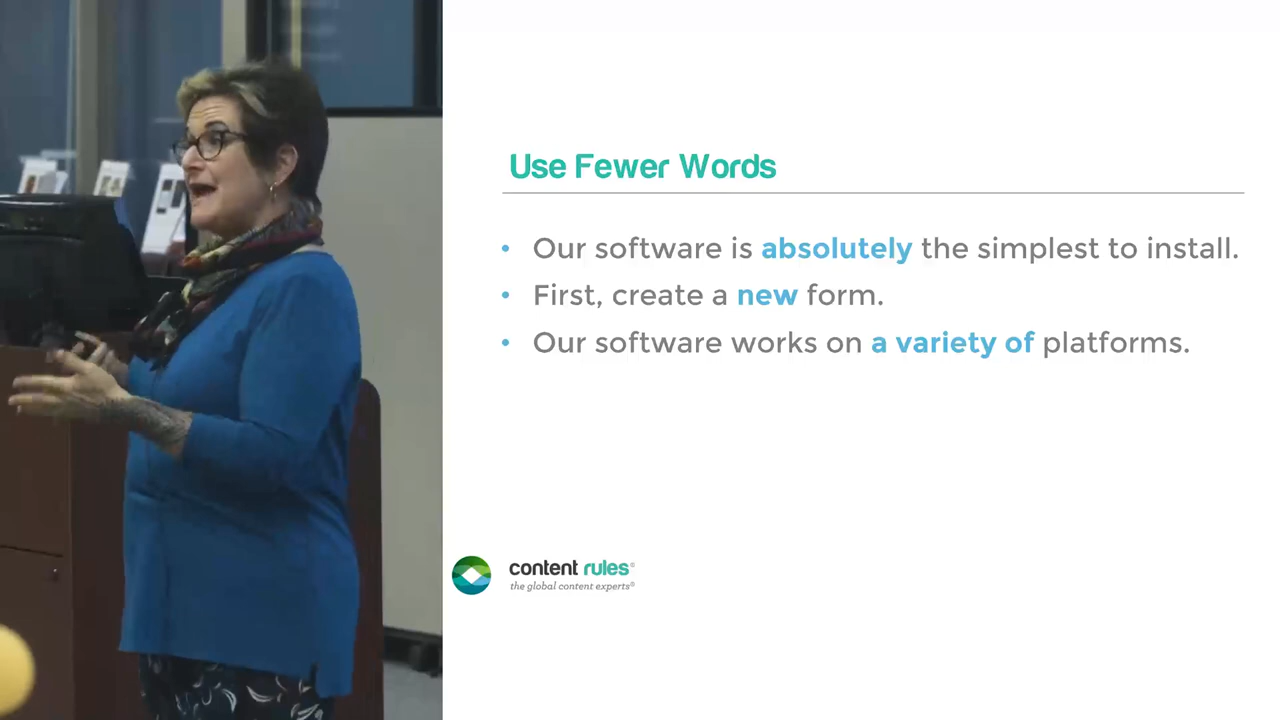 Use Fewer Words
• Our software is absolutely the simplest to install.
• First, create a new form.
• Our software works on a variety of platforms.
content rules®
the global content experts®